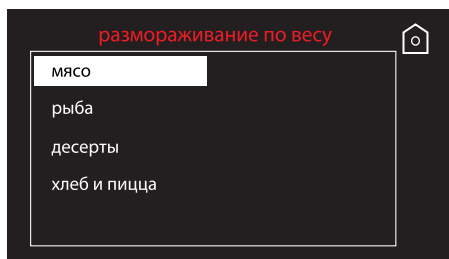 размораживание по весу
мясо
рыба
десерты
хлеб и пицца